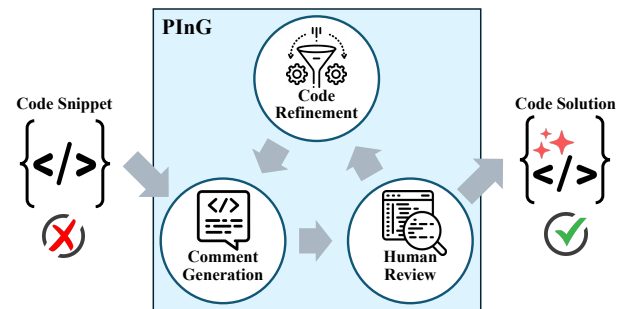 PInG
Code
Refinement
Code Snippet
{</>}
Code Solution
{</>}
</>
Comment
Generation
Human
Review